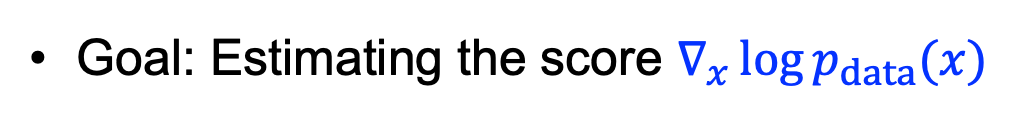 • Goal: Estimating the score ∇ₓ log p_data(x)